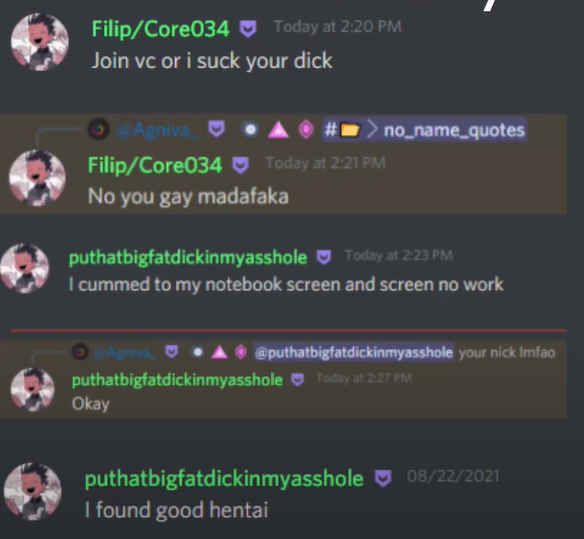 Filip/Core034 Today at 2:20 PM
Join vc or i suck your dick
@Agniva_ # > no_name_quotes
Filip/Core034 Today at 2:21 PM
No you gay madafaka
puthatbigfatdickinmyasshole Today at 2:23 PM
I cummed to my notebook screen and screen no work
@Agniva_ @puthatbigfatdickinmyasshole your nick lmfao
puthatbigfatdickinmyasshole Today at 2:27 PM
Okay
puthatbigfatdickinmyasshole 08/22/2021
I found good hentai